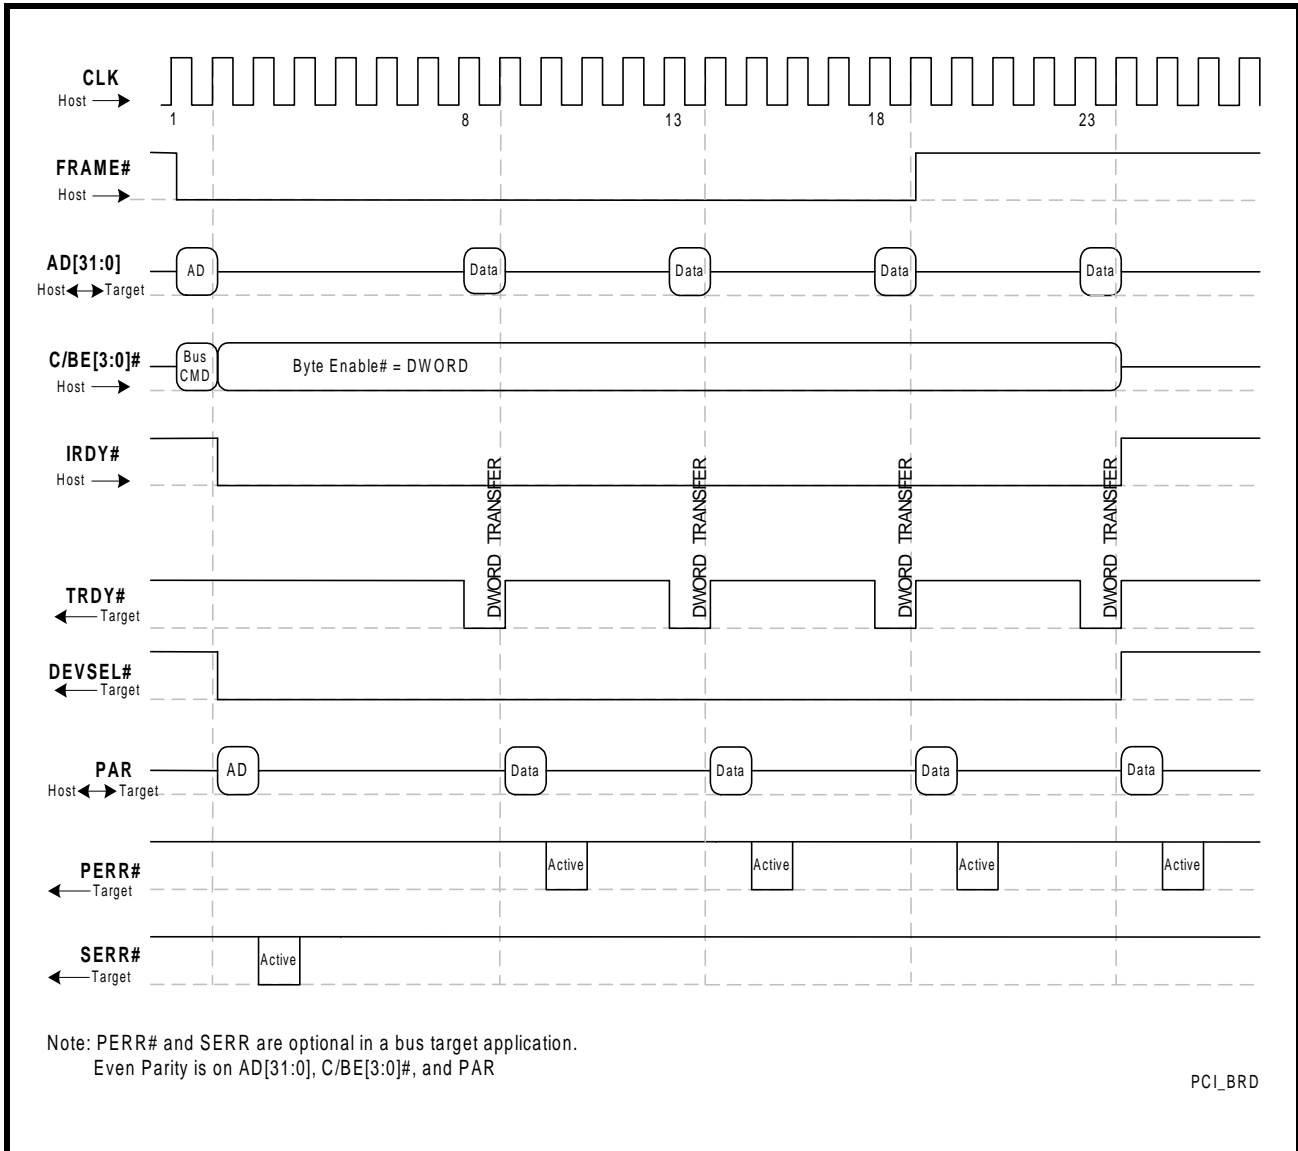 CLK
Host
1 8 13 18 23
FRAME#
Host
AD[31:0]
AD Data Data Data Data
Host Target
C/BE[3:0]#
Bus
CMD
Byte Enable# = DWORD
Host
IRDY#
Host
DWORD TRANSFER
DWORD TRANSFER
DWORD TRANSFER
DWORD TRANSFER
TRDY#
Target
DEVSEL#
Target
PAR
AD Data Data Data Data
Host Target
PERR#
Active Active Active Active
Target
SERR#
Active
Target
Note: PERR# and SERR are optional in a bus target application.
Even Parity is on AD[31:0], C/BE[3:0]#, and PAR
PCI_BRD